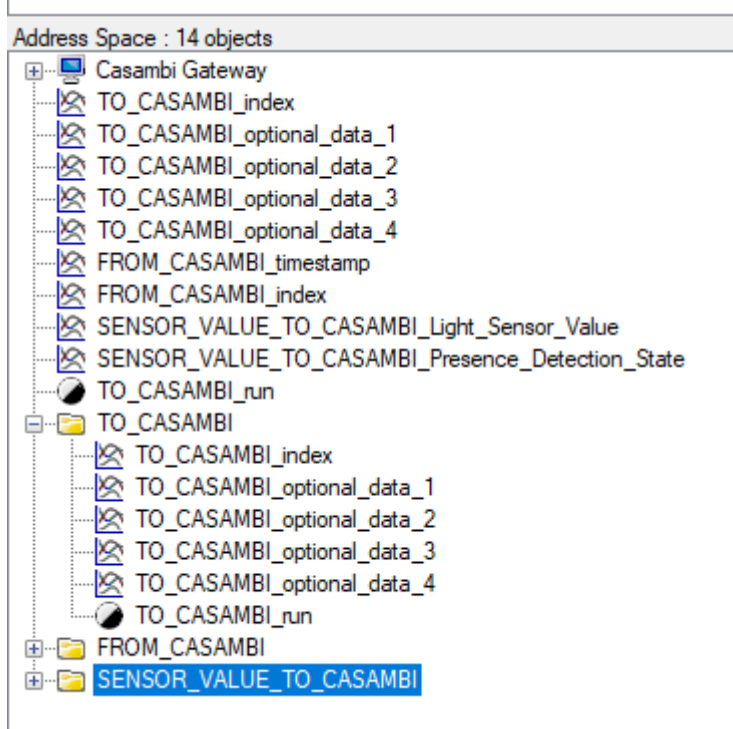 Address Space : 14 objects
Casambi Gateway
TO_CASAMBI_index
TO_CASAMBI_optional_data_1
TO_CASAMBI_optional_data_2
TO_CASAMBI_optional_data_3
TO_CASAMBI_optional_data_4
FROM_CASAMBI_timestamp
FROM_CASAMBI_index
SENSOR_VALUE_TO_CASAMBI_Light_Sensor_Value
SENSOR_VALUE_TO_CASAMBI_Presence_Detection_State
TO_CASAMBI_run
TO_CASAMBI
TO_CASAMBI_index
TO_CASAMBI_optional_data_1
TO_CASAMBI_optional_data_2
TO_CASAMBI_optional_data_3
TO_CASAMBI_optional_data_4
TO_CASAMBI_run
FROM_CASAMBI
SENSOR_VALUE_TO_CASAMBI